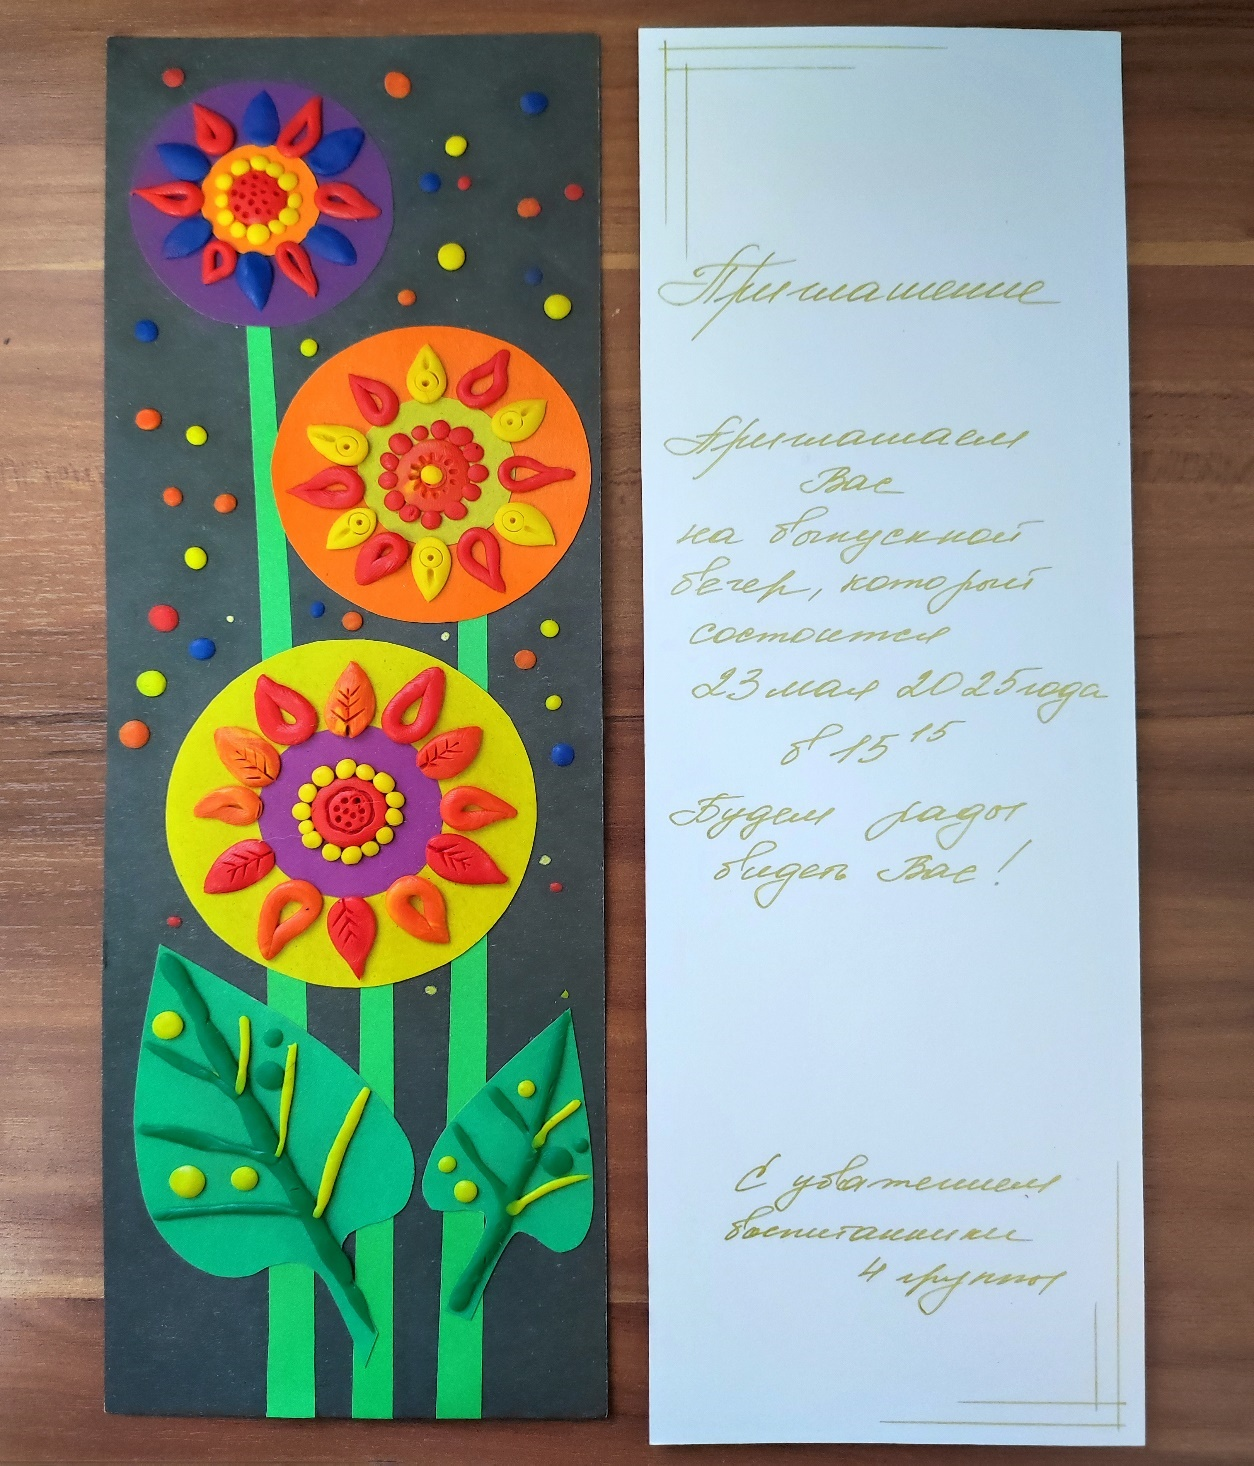 Приглашение
Приглашаем
Вас
на выпускной
вечер, который
состоится
23 мая 2025 года
в 15 15
Будем рады
видеть Вас!
С уважением
воспитанники
4 группы